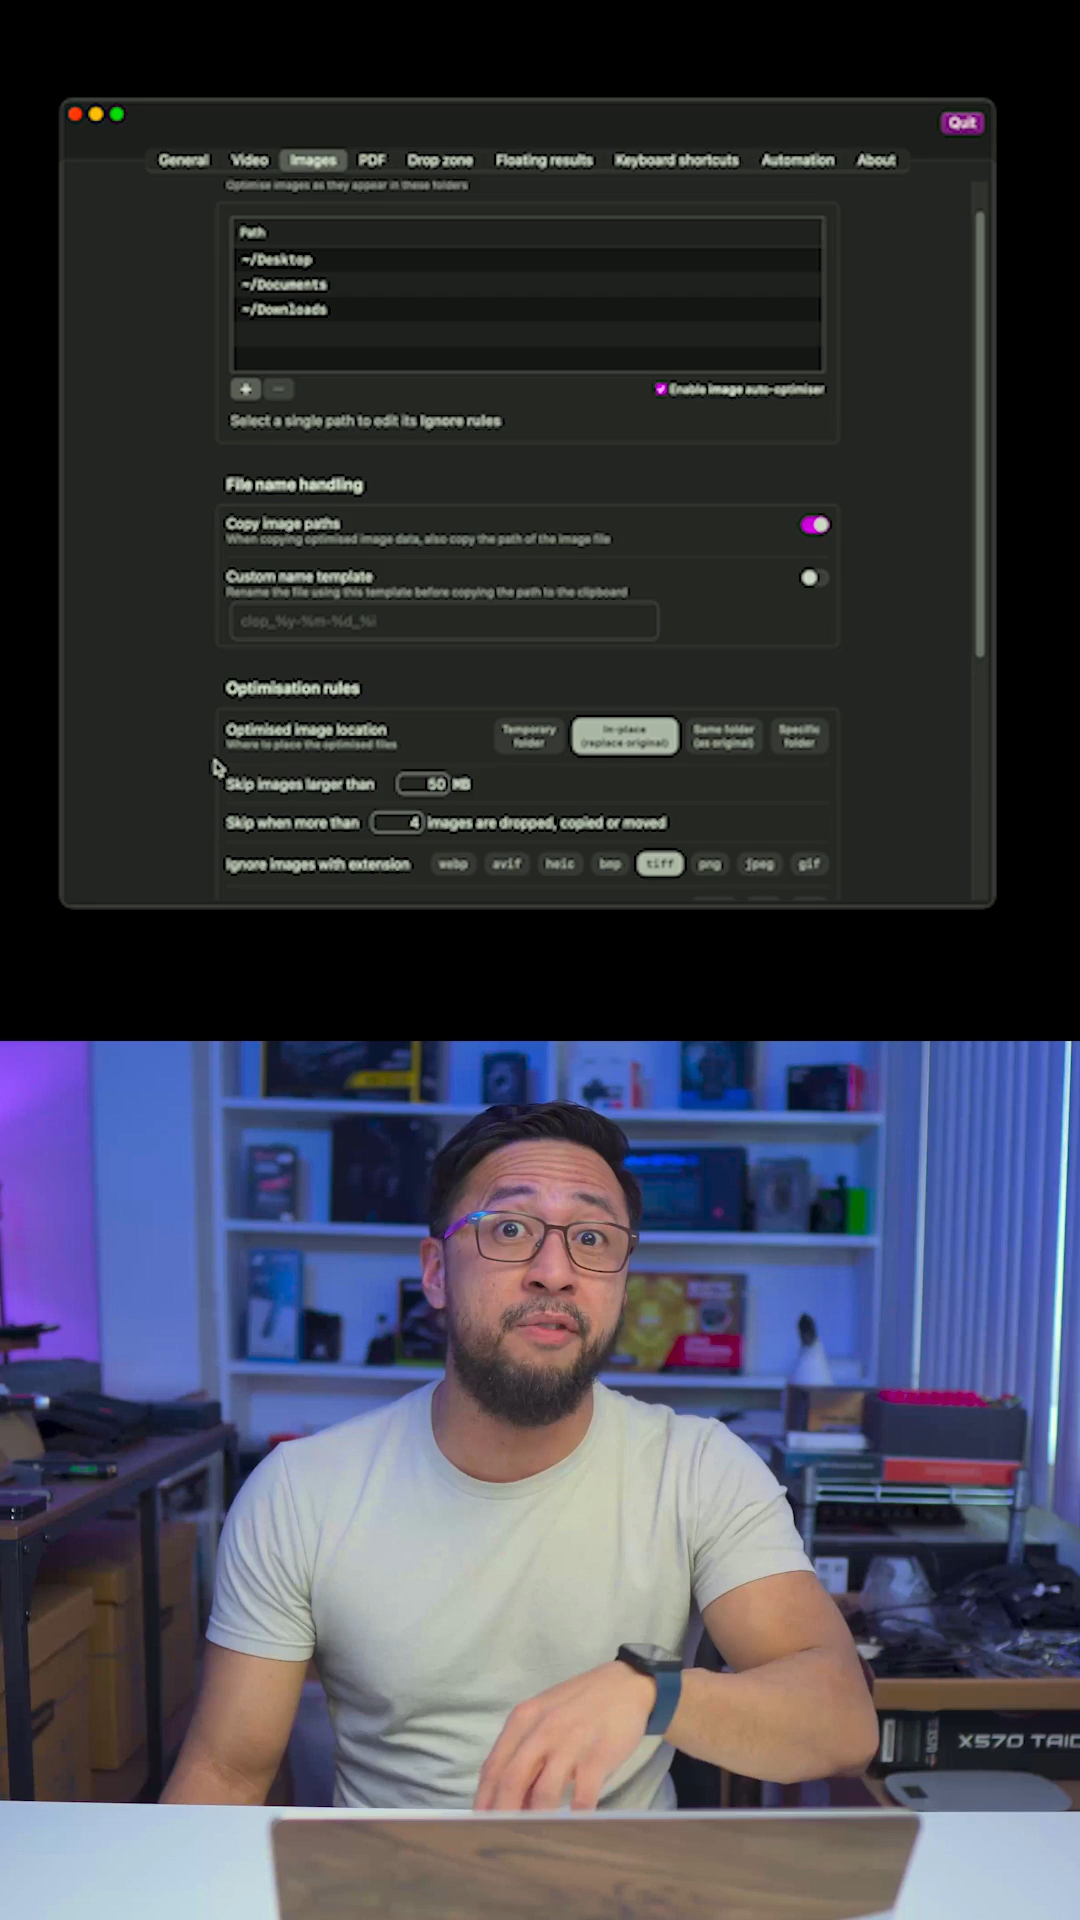 Quit
General Video Images PDF Drop zone Floating results Keyboard shortcuts Automation About
Optimise images as they appear in these folders
Path
~/Desktop
~/Documents
~/Downloads
+ −
Enable image auto-optimiser
Select a single path to edit its Ignore rules
File name handling
Copy image paths
When copying optimised image data, also copy the path of the image file
Custom name template
Rename the file using this template before copying the path to the clipboard
clop_%y-%m-%d_%i
Optimisation rules
Optimised image location
Where to place the optimised files
Temporary folder
In-place (replace original)
Same folder (as original)
Specific folder
Skip images larger than 50 MB
Skip when more than 4 images are dropped, copied or moved
Ignore images with extension webp avif heic bmp tiff png jpeg gif
X570 TAIC